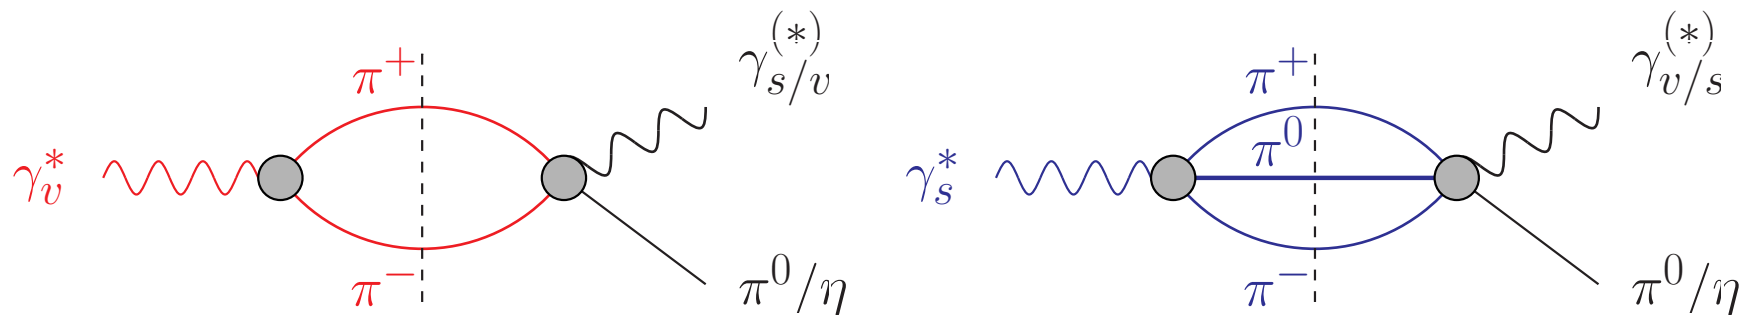 π⁺
γ*ᵥ
π⁻
γ⁽*⁾ₛ/ᵥ
π⁰/η
π⁺
π⁰
γ*ₛ
π⁻
γ⁽*⁾ᵥ/ₛ
π⁰/η